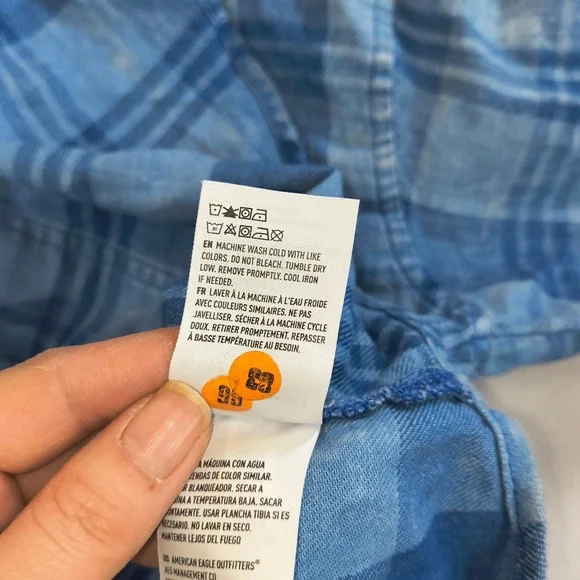 EN MACHINE WASH COLD WITH LIKE
COLORS. DO NOT BLEACH. TUMBLE DRY
LOW. REMOVE PROMPTLY. COOL IRON
IF NEEDED.
FR LAVER À LA MACHINE À L'EAU FROIDE
AVEC COULEURS SIMILAIRES. NE PAS
JAVELLISER. SÉCHER À LA MACHINE CYCLE
DOUX. RETIRER PROMPTEMENT. REPASSER
À BASSE TEMPÉRATURE AU BESOIN.
A MÁQUINA CON AGUA
DE COLOR SIMILAR.
BLANQUEADOR. SECAR A
A TEMPERATURA BAJA. SACAR
USAR PLANCHA TIBIA SI ES
NECESARIO. NO LAVAR EN SECO.
MANTENER LEJOS DEL FUEGO
AMERICAN EAGLE OUTFITTERS®
AEO MANAGEMENT CO